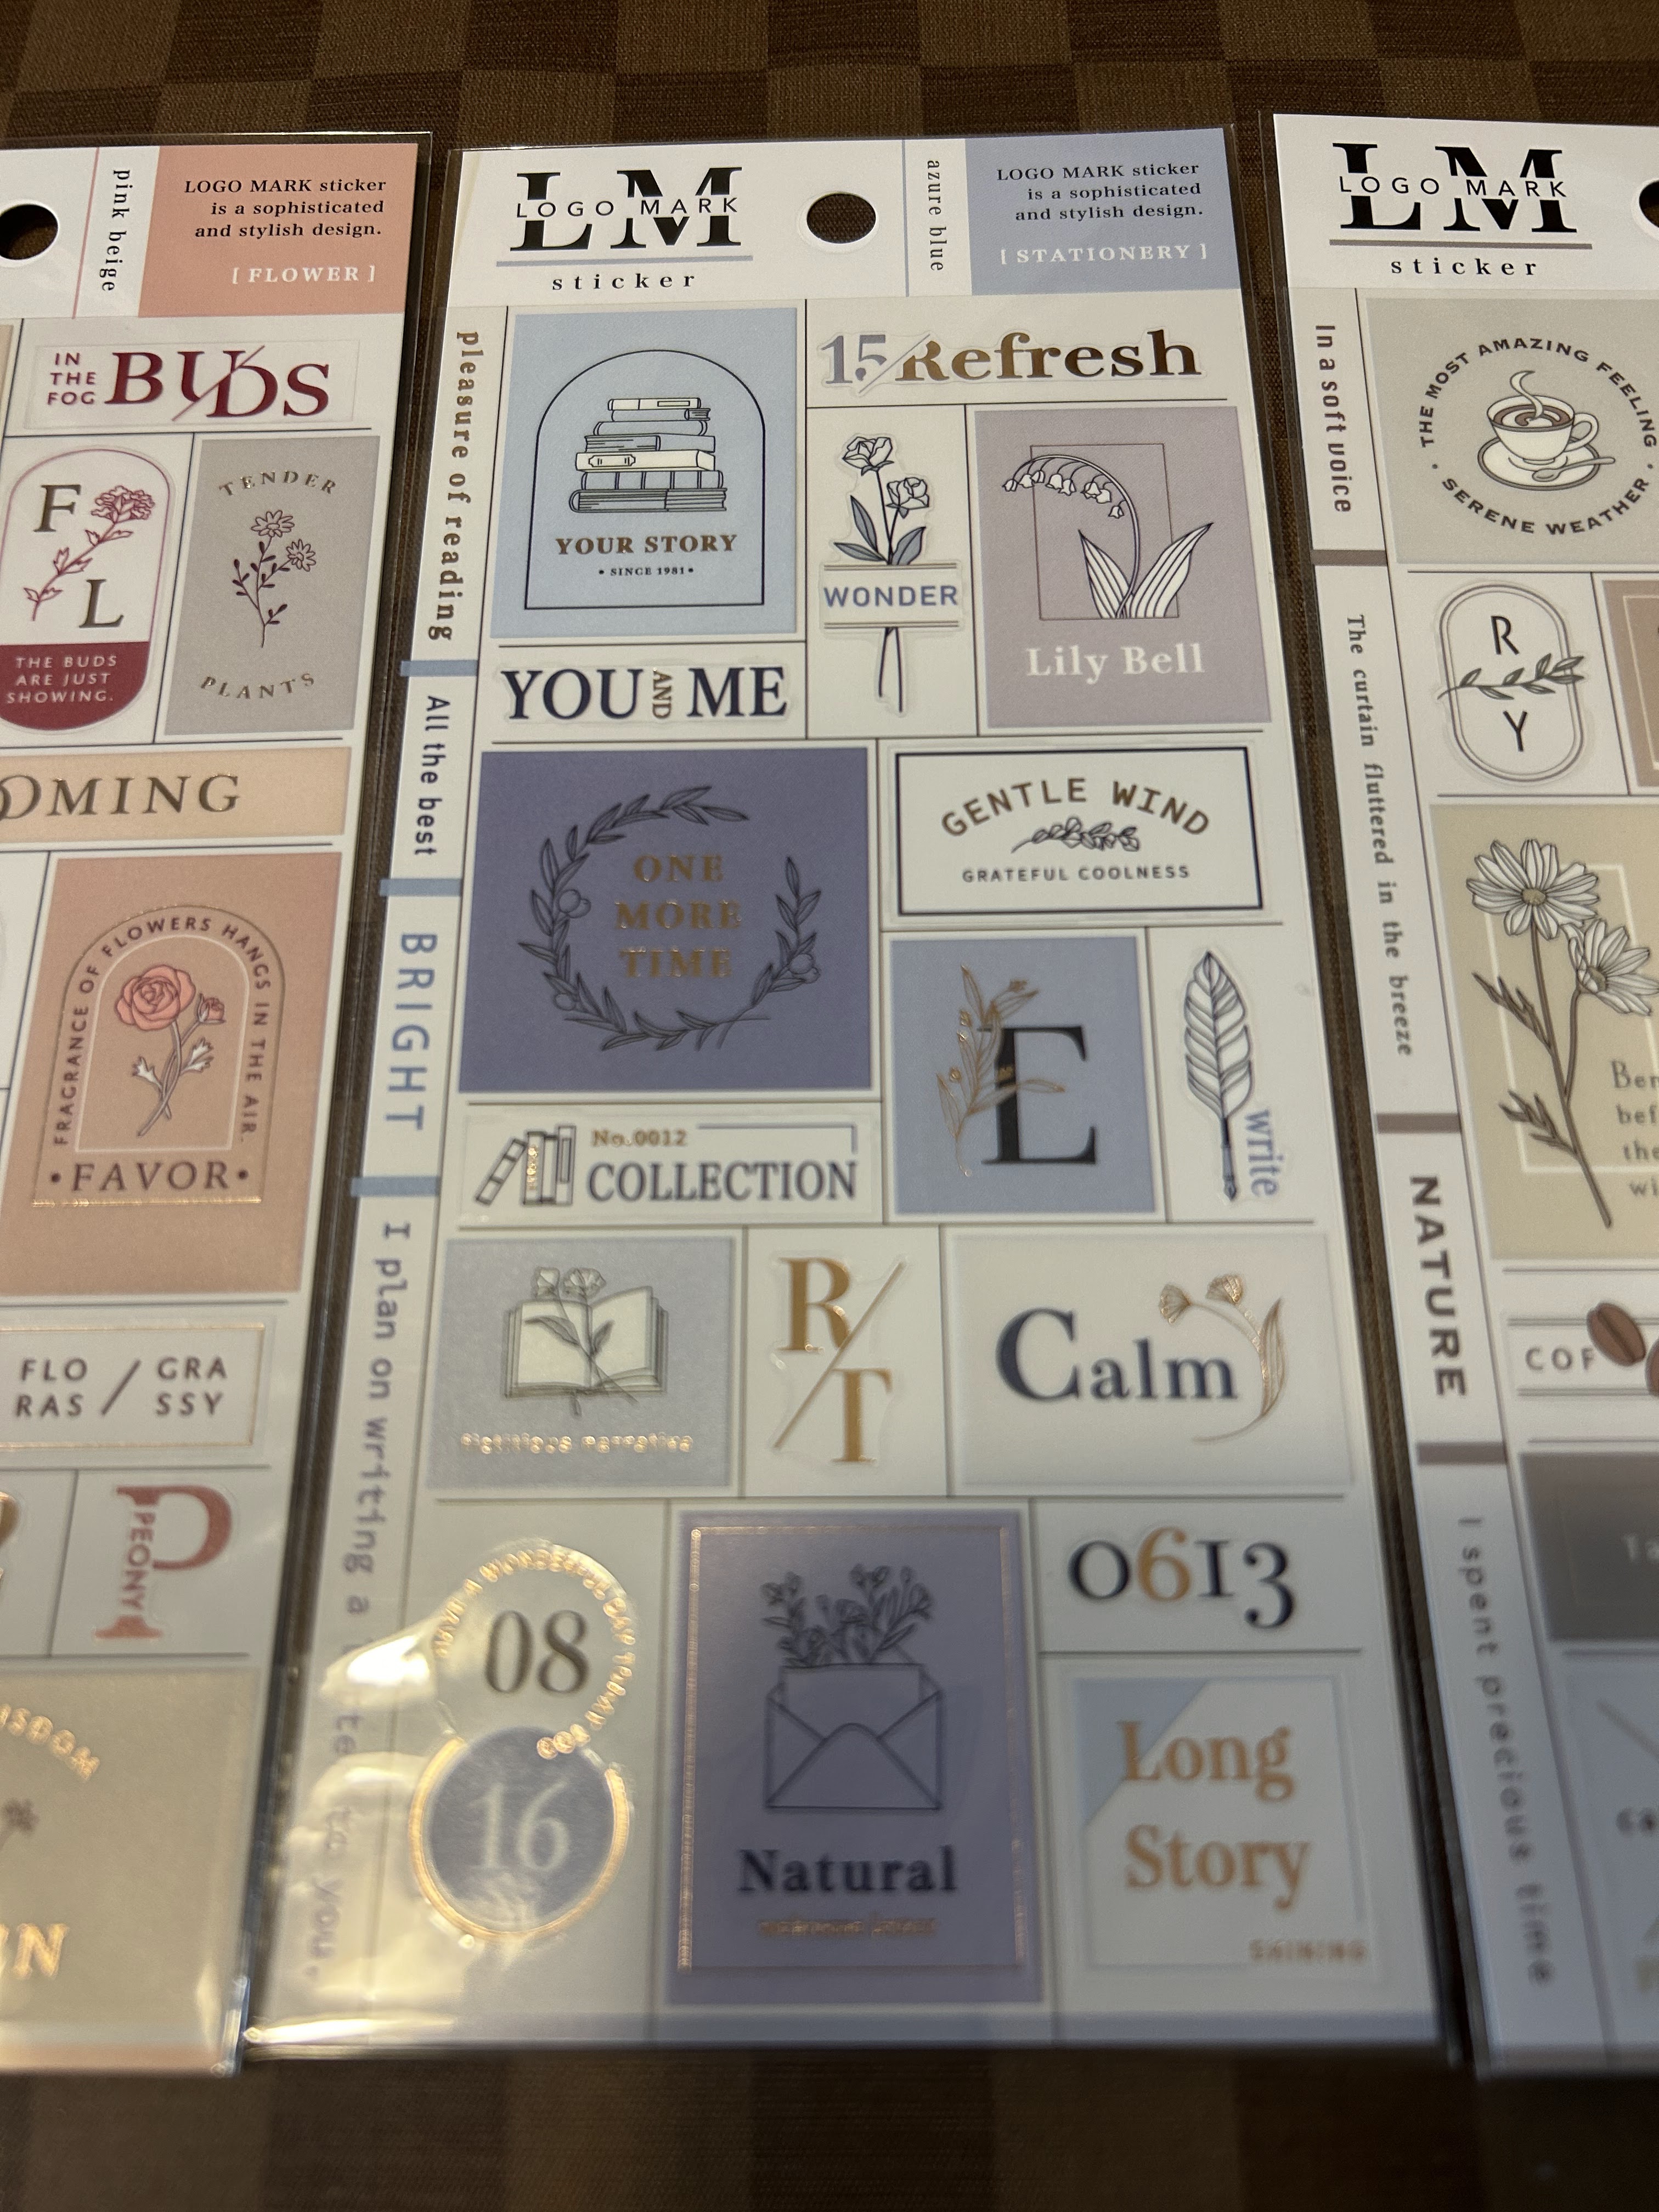 pink beige
LOGO MARK sticker
is a sophisticated
and stylish design.
[ FLOWER ]
IN
THE
FOG
BUDS
F
L
THE BUDS
ARE JUST
SHOWING.
TENDER
PLANTS
OMING
FRAGRANCE OF FLOWERS HANGS IN THE AIR.
• FAVOR •
FLO / GRA
RAS / SSY
P
PEONY
LM
LOGO MARK
sticker
azure blue
LOGO MARK sticker
is a sophisticated
and stylish design.
[ STATIONERY ]
pleasure of reading
All the best
BRIGHT
I plan on writing a
to you.
YOUR STORY
• SINCE 1981 •
15/Refresh
WONDER
Lily Bell
YOU AND ME
ONE
MORE
TIME
GENTLE WIND
GRATEFUL COOLNESS
E
write
No.0012
COLLECTION
narrative
R/T
Calm
08
16
Natural
0613
Long
Story
SHINING
LM
LOGO MARK
sticker
In a soft voice
The curtain fluttered in the breeze
NATURE
I spent precious time
THE MOST AMAZING FEELING
• SERENE WEATHER •
R
Y
COF